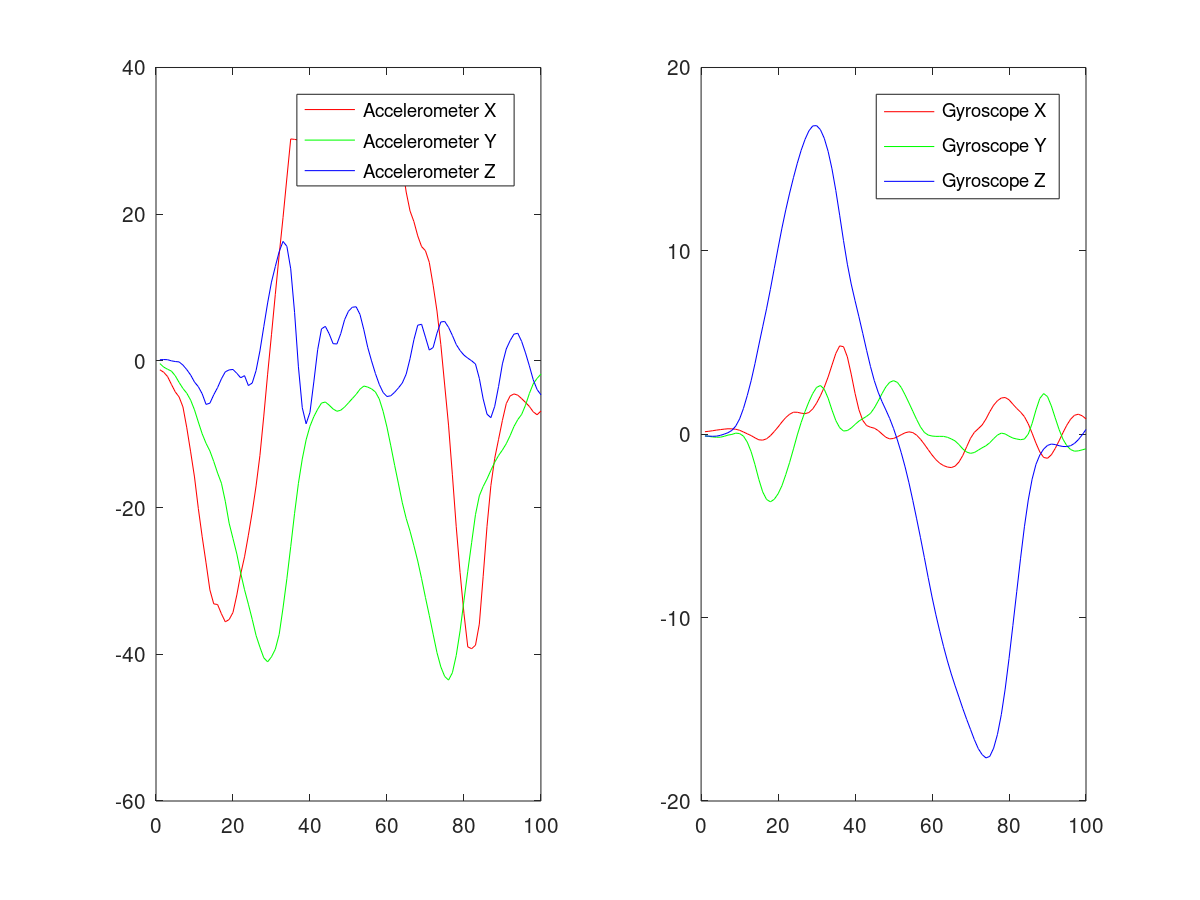 40
20
0
-20
-40
-60
0 20 40 60 80 100
Accelerometer X
Accelerometer Y
Accelerometer Z
20
10
0
-10
-20
0 20 40 60 80 100
Gyroscope X
Gyroscope Y
Gyroscope Z